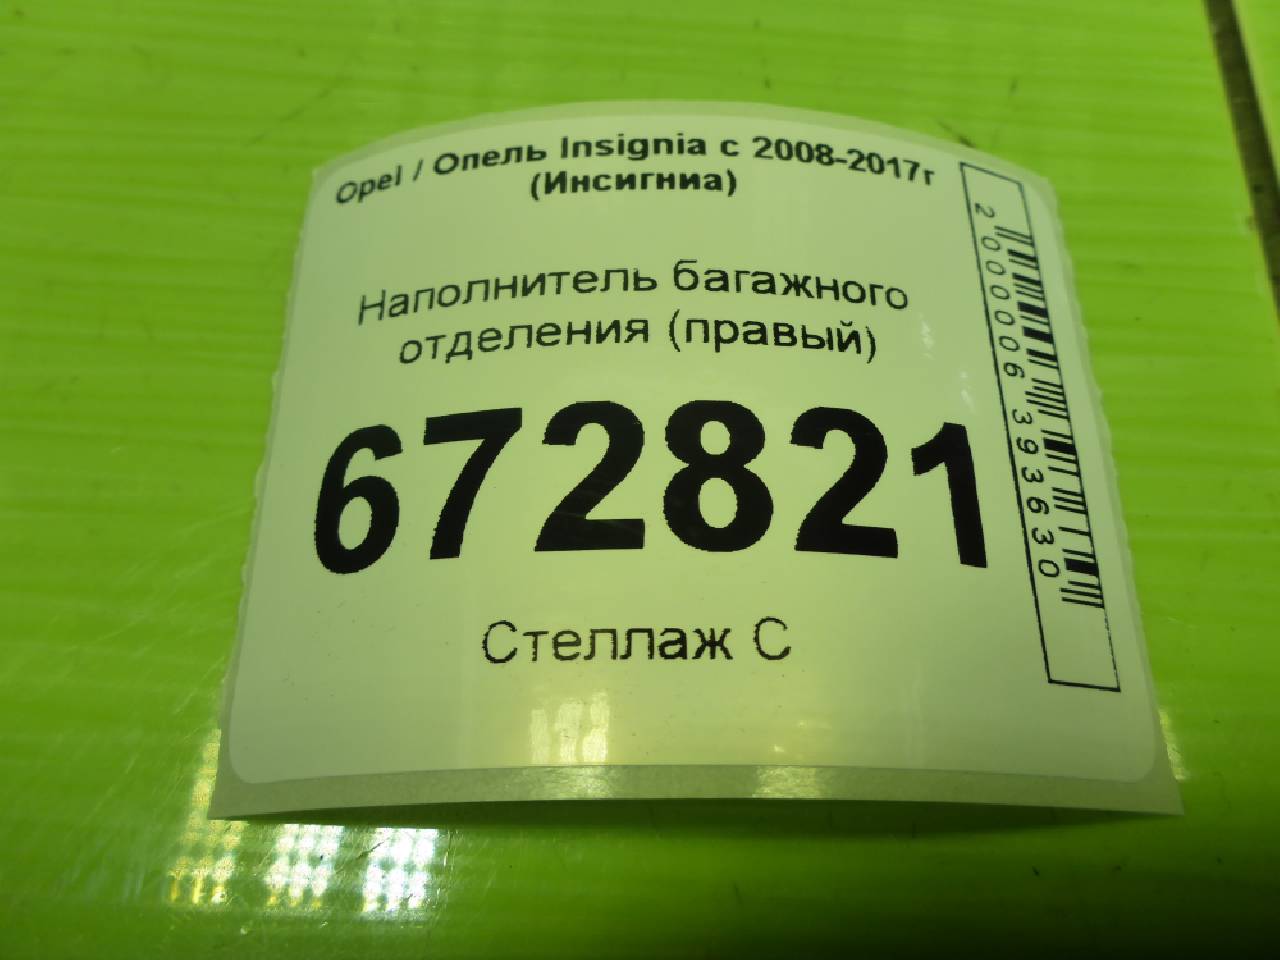 Opel / Опель Insignia с 2008-2017г
(Инсигниа)
Наполнитель багажного
отделения (правый)
672821
Стеллаж С
2000006393630